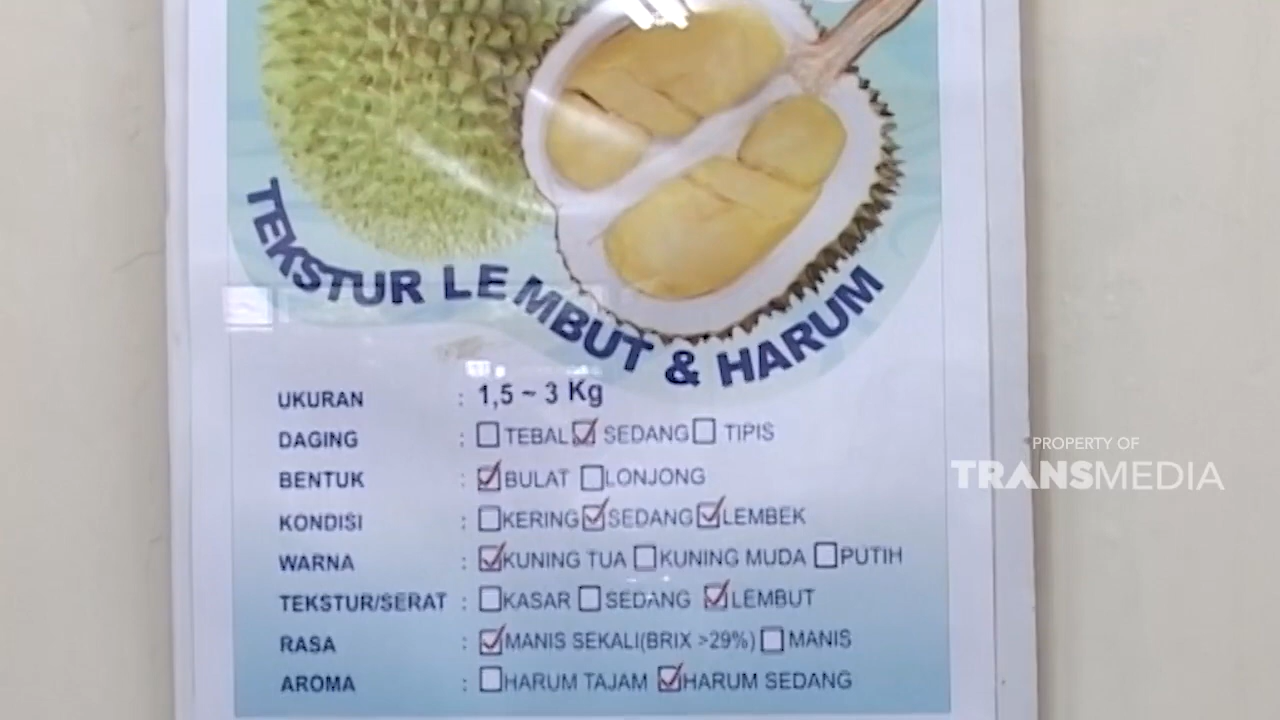 TEKSTUR LEMBUT & HARUM
UKURAN : 1,5 ~ 3 Kg
DAGING : ☐ TEBAL ☑ SEDANG ☐ TIPIS
BENTUK : ☑ BULAT ☐ LONJONG
KONDISI : ☐ KERING ☑ SEDANG ☑ LEMBEK
WARNA : ☑ KUNING TUA ☐ KUNING MUDA ☐ PUTIH
TEKSTUR/SERAT : ☐ KASAR ☐ SEDANG ☑ LEMBUT
RASA : ☑ MANIS SEKALI(BRIX >29%) ☐ MANIS
AROMA : ☐ HARUM TAJAM ☑ HARUM SEDANG
PROPERTY OF
TRANSMEDIA